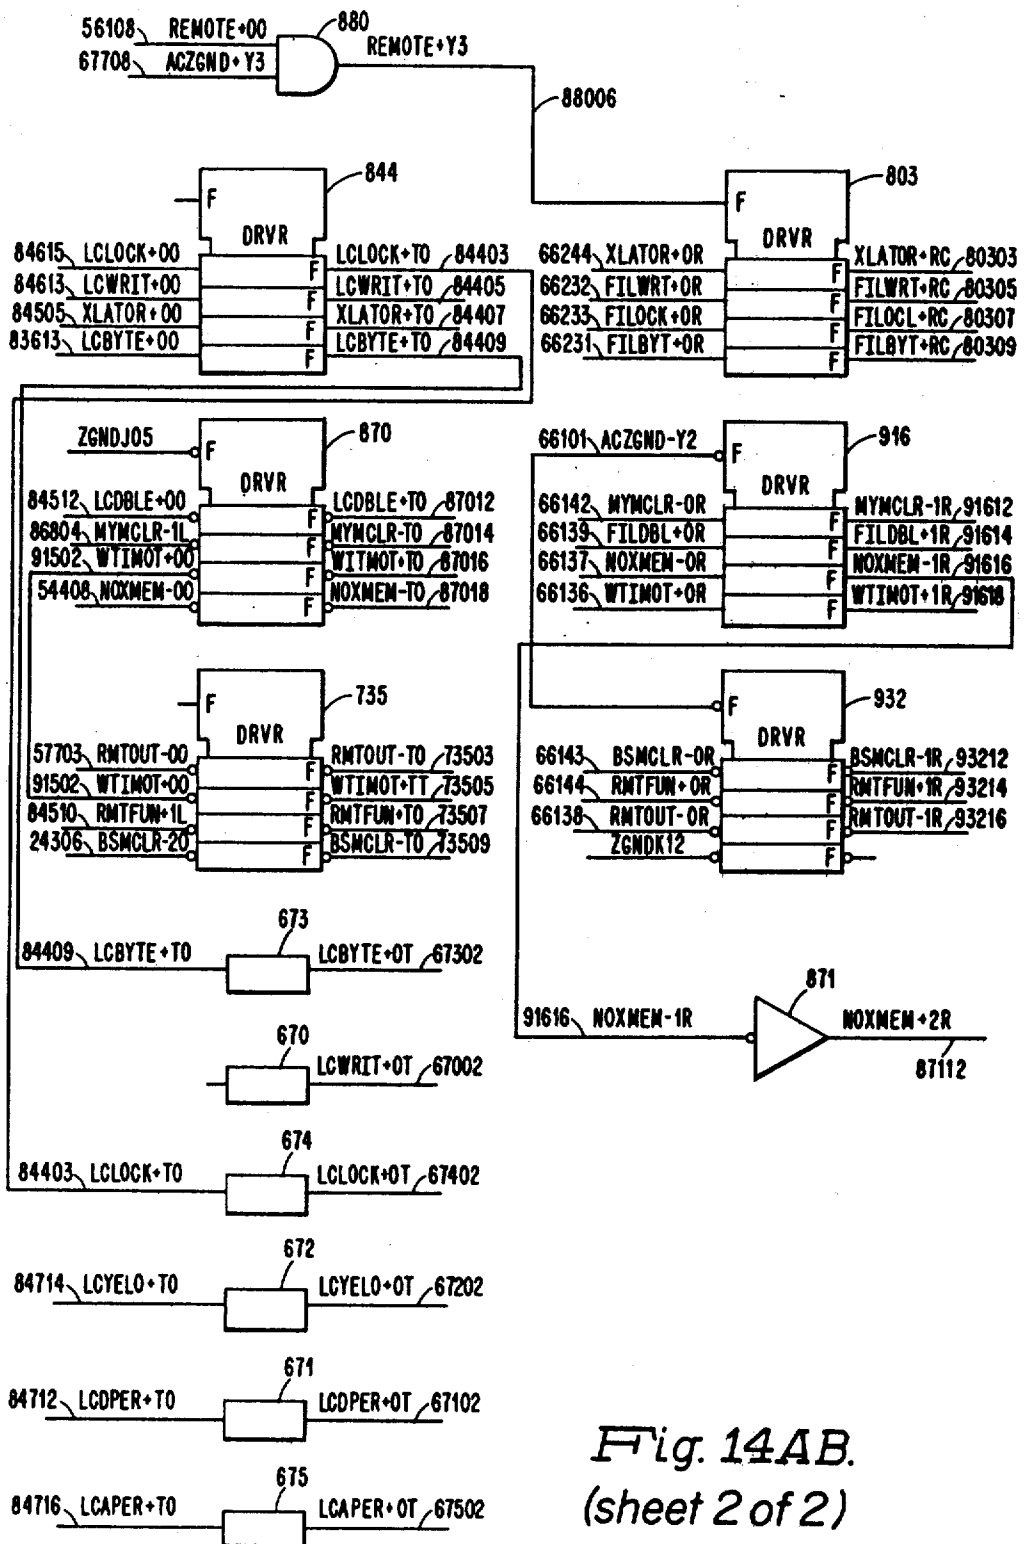 880
56108 REMOTE+00
REMOTE+Y3
67708 ACZGND+Y3
88006
844
F
DRVR
84615 LCLOCK+00 F LCLOCK+TO 84403
84613 LCWRIT+00 F LCWRIT+TO 84405
84505 XLATOR+00 F XLATOR+TO 84407
83613 LCBYTE+00 F LCBYTE+TO 84409
803
F
DRVR
66244 XLATOR+OR F XLATOR+RC 80303
66232 FILWRT+OR F FILWRT+RC 80305
66233 FILOCK+OR F FILOCL+RC 80307
66231 FILBYT+OR F FILBYT+RC 80309
870
ZGNDJ05 F
DRVR
84512 LCDBLE+00 F LCDBLE+TO 87012
86804 MYMCLR-1L F MYMCLR-TO 87014
91502 WTIMOT+00 F WITMOT+TO 87016
54408 NOXMEM-00 F NOXMEM-TO 87018
916
66101 ACZGND-Y2 F
DRVR
66142 MYMCLR-OR F MYMCLR-1R 91612
66139 FILDBL+OR F FILDBL+1R 91614
66137 NOXMEM-OR F NOXMEM-1R 91616
66136 WTIMOT+OR F WTIMOT+1R 91618
735
F
DRVR
57703 RMTOUT-00 F RMTOUT-TO 73503
91502 WTIMOT+00 F WTIMOT+TT 73505
84510 RMTFUN+1L F RMTFUN+TO 73507
24306 BSMCLR-20 F BSMCLR-TO 73509
932
F
DRVR
66143 BSMCLR-OR F BSMCLR-1R 93212
66144 RMTFUN+OR F RMTFUN+1R 93214
66138 RMTOUT-OR F RMTOUT-1R 93216
ZGNDK12 F
673
84409 LCBYTE+TO LCBYTE+OT 67302
871
91616 NOXMEM-1R NOXMEM+2R
87112
670
LCWRIT+OT 67002
674
84403 LCLOCK+TO LCLOCK+OT 67402
672
84714 LCYELO+TO LCYELO+OT 67202
671
84712 LCDPER+TO LCDPER+OT 67102
675
84716 LCAPER+TO LCAPER+OT 67502
Fig. 14AB.
(sheet 2 of 2)